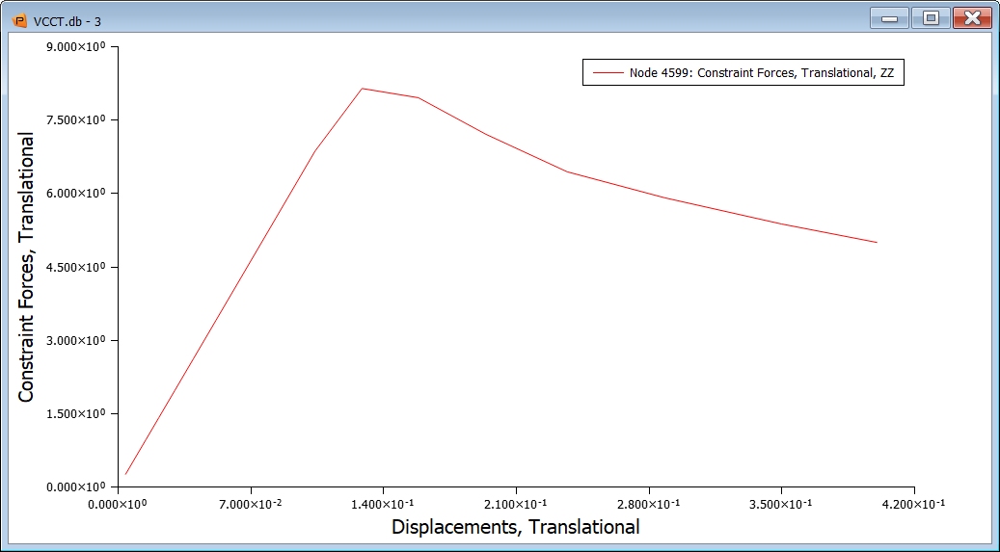 VCCT.db - 3
Node 4599: Constraint Forces, Translational, ZZ
Constraint Forces, Translational
9.000×10⁰
7.500×10⁰
6.000×10⁰
4.500×10⁰
3.000×10⁰
1.500×10⁰
0.000×10⁰
0.000×10⁰ 7.000×10⁻² 1.400×10⁻¹ 2.100×10⁻¹ 2.800×10⁻¹ 3.500×10⁻¹ 4.200×10⁻¹
Displacements, Translational